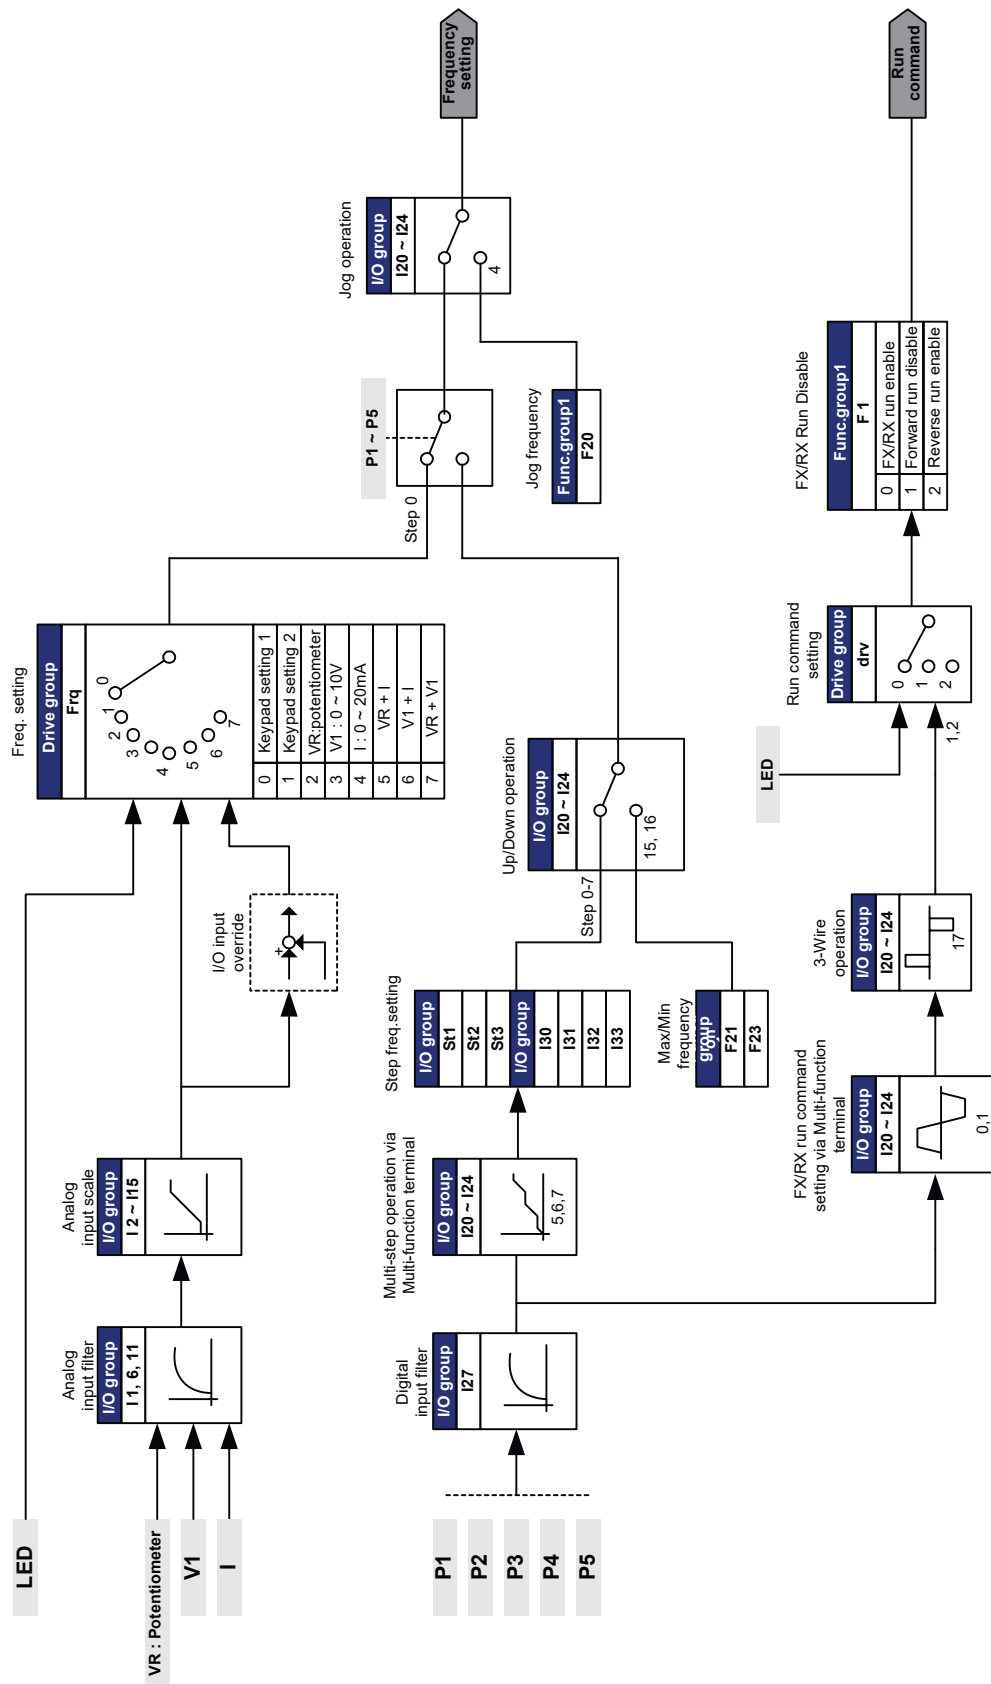 LED
VR : Potentiometer
V1
I
Analog
input filter
I/O group
I 1, 6, 11
Analog
input scale
I/O group
I 2 ~ I15
I/O input
override
+
Freq. setting
Drive group
Frq
0
1
2
3
4
5
6
7
0 Keypad setting 1
1 Keypad setting 2
2 VR:potentiometer
3 V1 : 0 ~ 10V
4 I : 0 ~ 20mA
5 VR + I
6 V1 + I
7 VR + V1
P1 ~ P5
Step 0
Jog operation
I/O group
I20 ~ I24
4
Frequency
setting
Jog frequency
Func.group1
F20
P1
P2
P3
P4
P5
Digital
input filter
I/O group
I27
Multi-step operation via
Multi-function terminal
I/O group
I20 ~ I24
5,6,7
Step freq.setting
I/O group
St1
St2
St3
I/O group
I30
I31
I32
I33
Step 0-7
Max/Min
frequency
group
F21
F23
Up/Down operation
I/O group
I20 ~ I24
15, 16
FX/RX run command
setting via Multi-function
terminal
I/O group
I20 ~ I24
0,1
3-Wire
operation
I/O group
I20 ~ I24
17
LED
1,2
Run command
setting
Drive group
drv
0
1
2
FX/RX Run Disable
Func.group1
F 1
0 FX/RX run enable
1 Forward run disable
2 Reverse run enable
Run
command